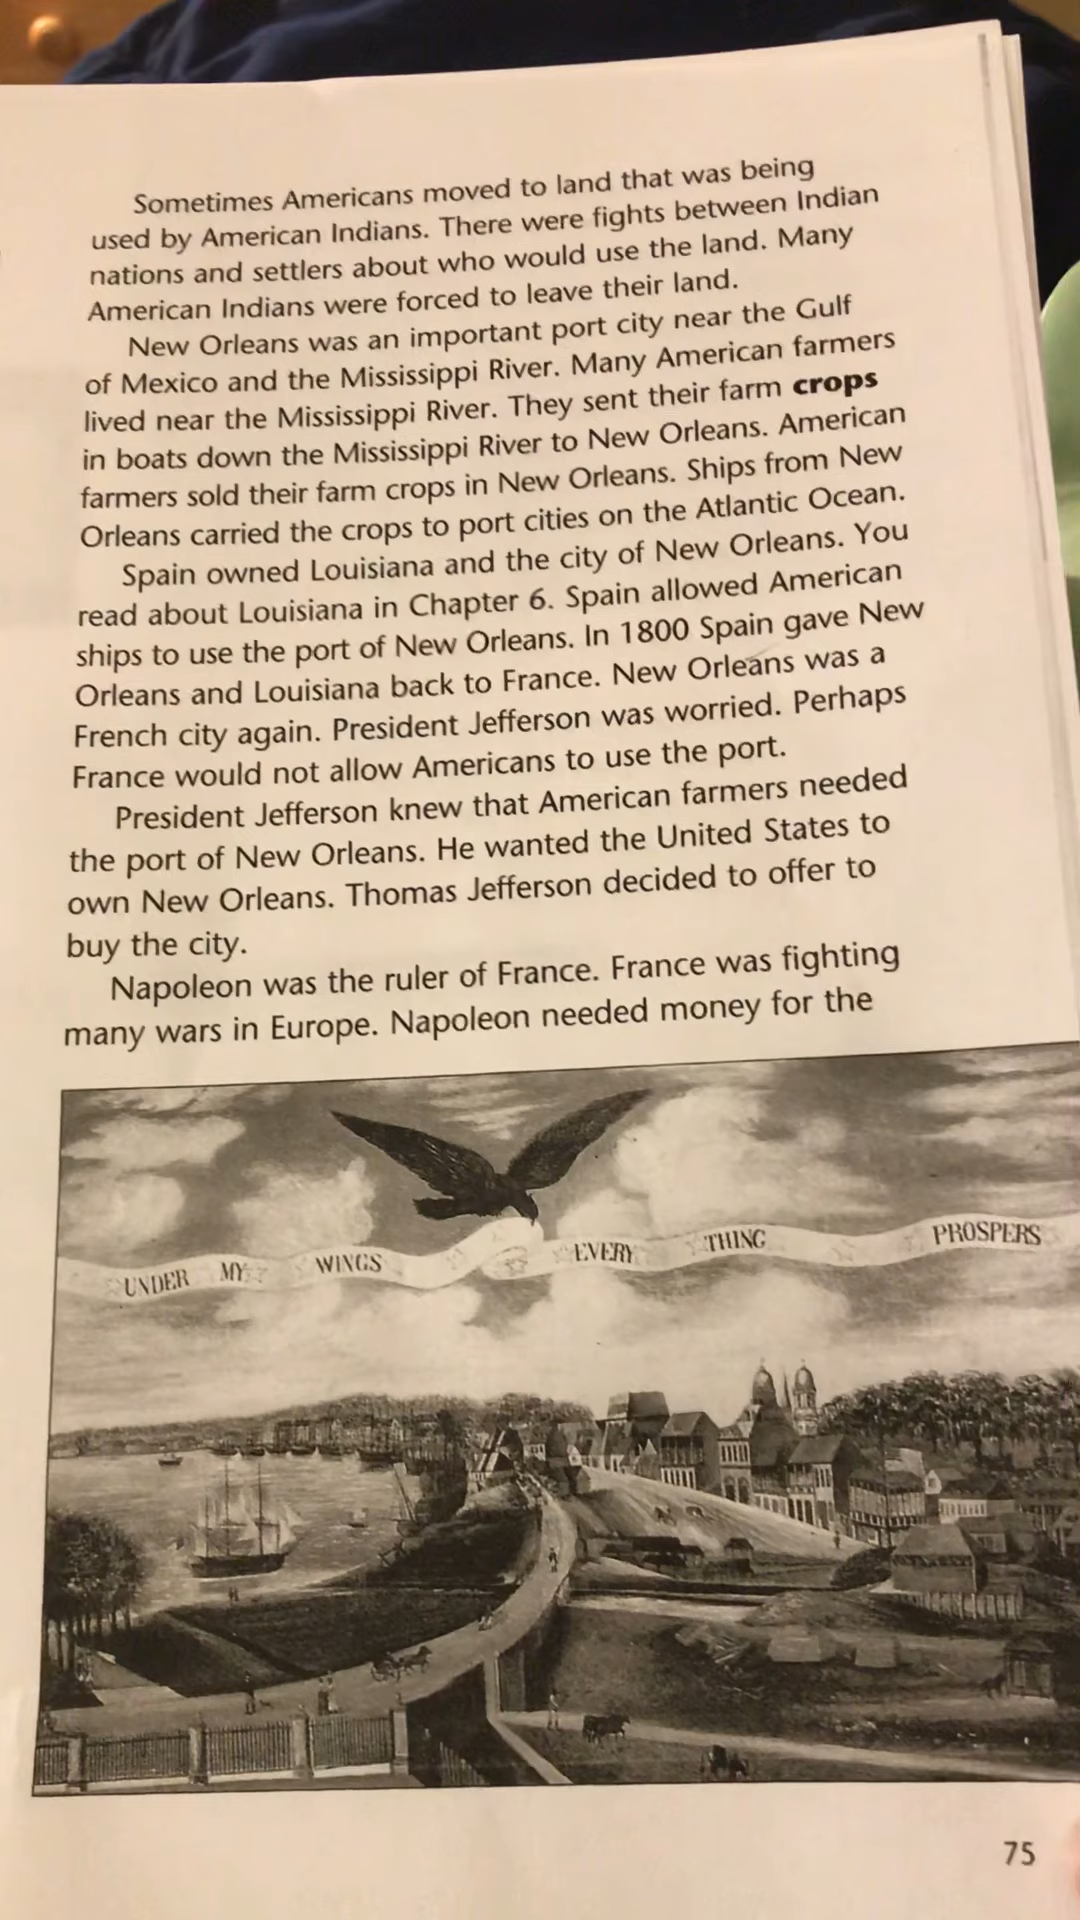 Sometimes Americans moved to land that was being
used by American Indians. There were fights between Indian
nations and settlers about who would use the land. Many
American Indians were forced to leave their land.
New Orleans was an important port city near the Gulf
of Mexico and the Mississippi River. Many American farmers
lived near the Mississippi River. They sent their farm crops
in boats down the Mississippi River to New Orleans. American
farmers sold their farm crops in New Orleans. Ships from New
Orleans carried the crops to port cities on the Atlantic Ocean.
Spain owned Louisiana and the city of New Orleans. You
read about Louisiana in Chapter 6. Spain allowed American
ships to use the port of New Orleans. In 1800 Spain gave New
Orleans and Louisiana back to France. New Orleans was a
French city again. President Jefferson was worried. Perhaps
France would not allow Americans to use the port.
President Jefferson knew that American farmers needed
the port of New Orleans. He wanted the United States to
own New Orleans. Thomas Jefferson decided to offer to
buy the city.
Napoleon was the ruler of France. France was fighting
many wars in Europe. Napoleon needed money for the
UNDER MY WINGS EVERY THING PROSPERS
75